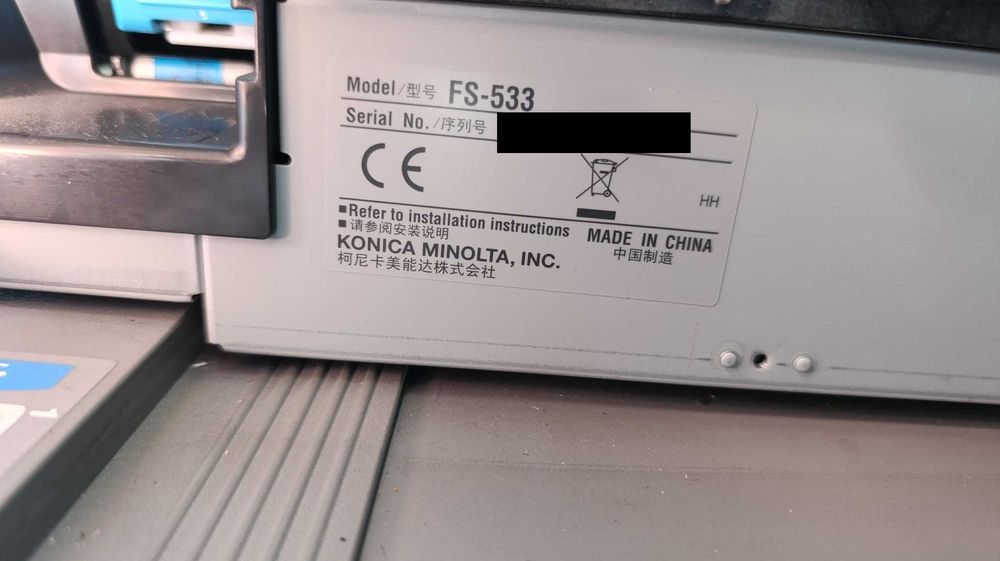 Model/型号 FS-533
Serial No./序列号
CE
HH
■Refer to installation instructions
■请参阅安装说明
MADE IN CHINA
中国制造
KONICA MINOLTA, INC.
柯尼卡美能达株式会社